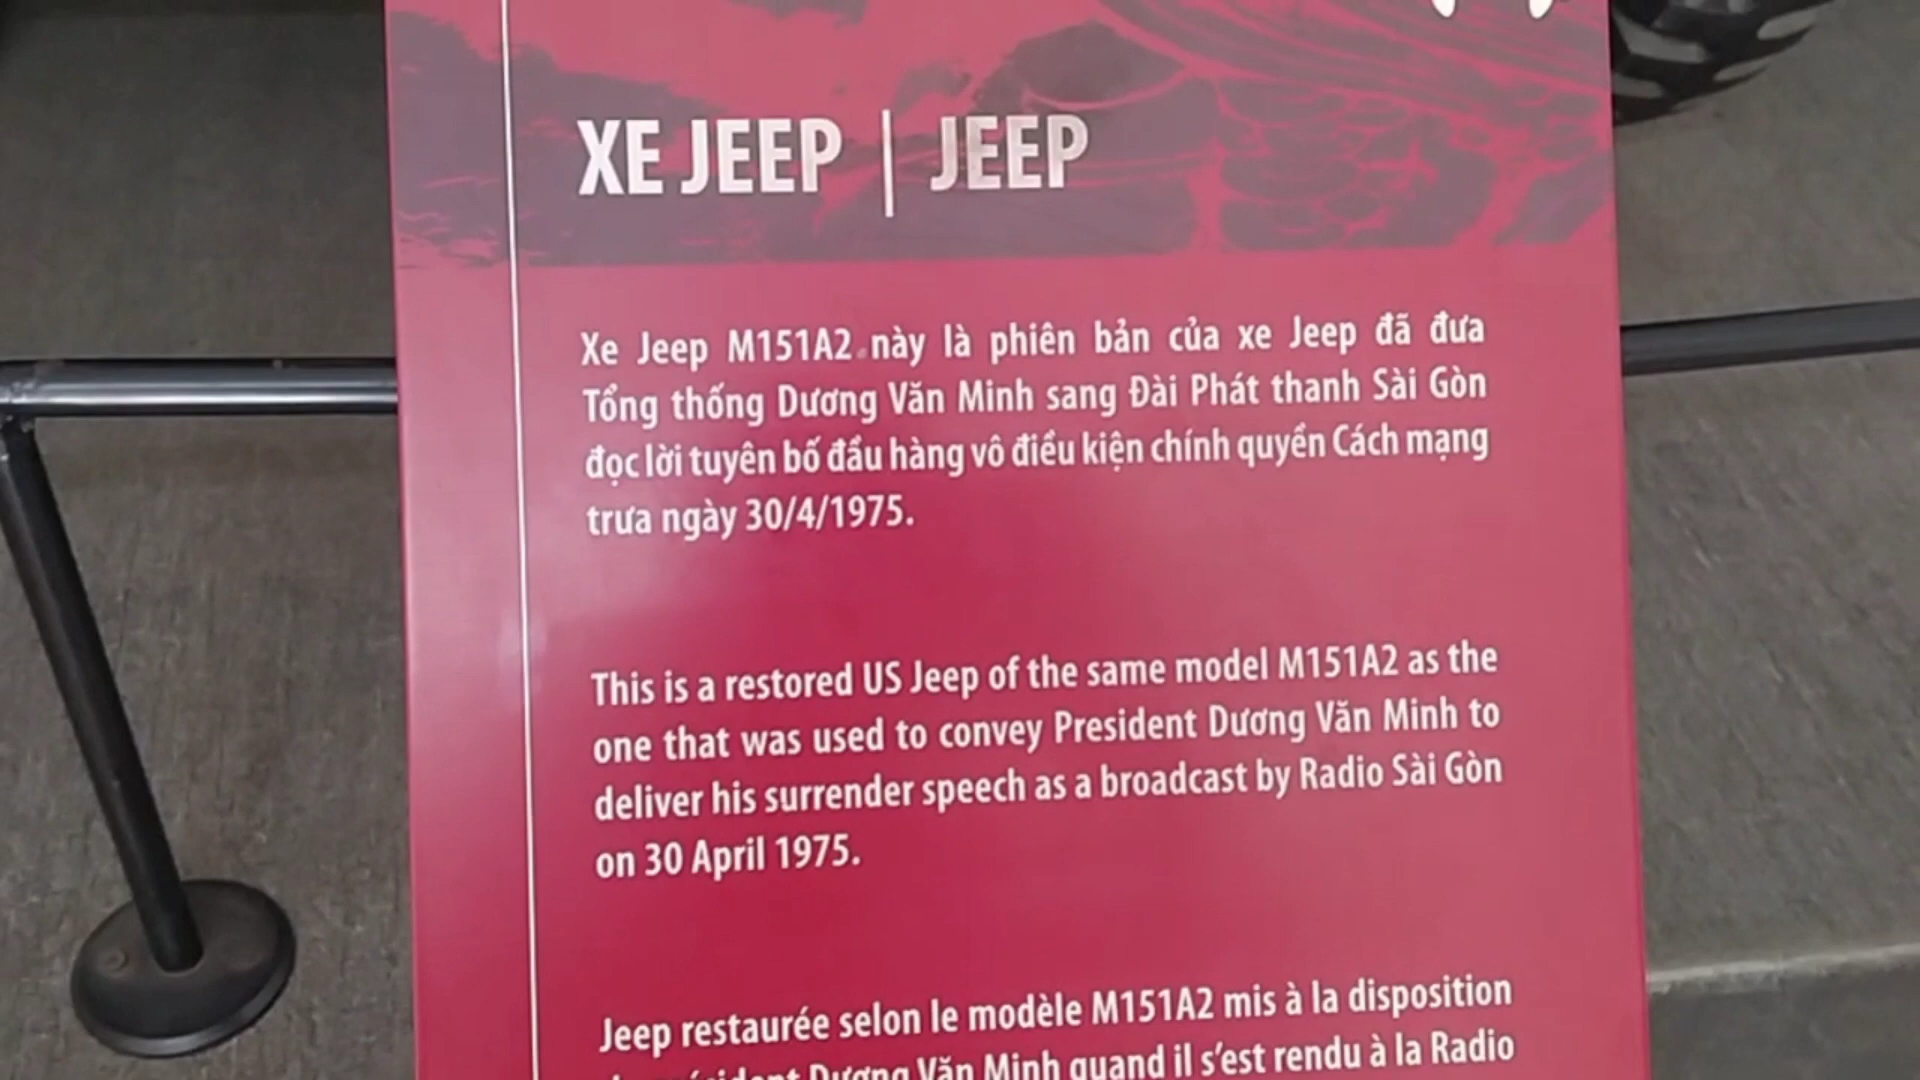 XE JEEP | JEEP
Xe Jeep M151A2 này là phiên bản của xe Jeep đã đưa
Tổng thống Dương Văn Minh sang Đài Phát thanh Sài Gòn
đọc lời tuyên bố đầu hàng vô điều kiện chính quyền Cách mạng
trưa ngày 30/4/1975.
This is a restored US Jeep of the same model M151A2 as the
one that was used to convey President Dương Văn Minh to
deliver his surrender speech as a broadcast by Radio Sài Gòn
on 30 April 1975.
Jeep restaurée selon le modèle M151A2 mis à la disposition
Dương Văn Minh quand il s’est rendu à la Radio